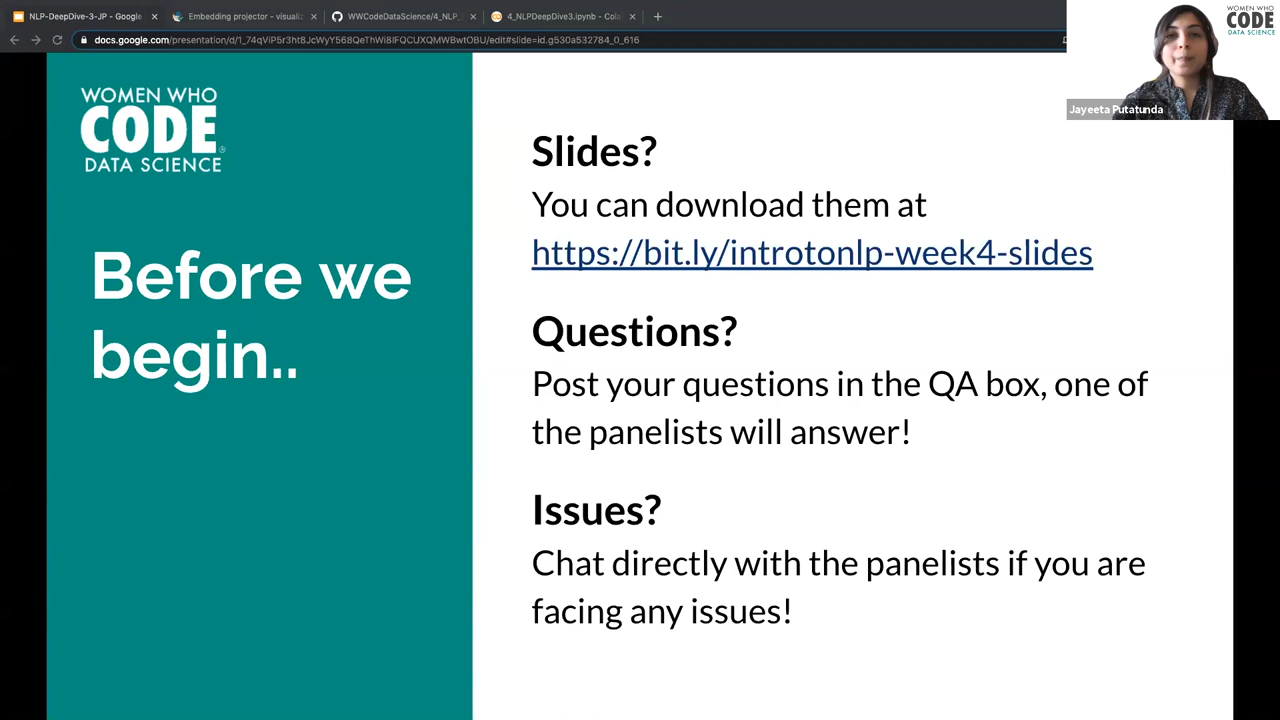 NLP-DeepDive-3-JP - Google
Embedding projector - visualiz
WWCodeDataScience/4_NLP_
4_NLPDeepDive3.ipynb - Cola
docs.google.com/presentation/d/1_74qViP5r3ht8JcWyY568QeThWi8IFQCUXQMWBwtOBU/edit#slide=id.g530a532784_0_616
WOMEN WHO
CODE
DATA SCIENCE
Jayeeta Putatunda
WOMEN WHO
CODE
DATA SCIENCE
Before we
begin..
Slides?
You can download them at
https://bit.ly/introtonlp-week4-slides
Questions?
Post your questions in the QA box, one of
the panelists will answer!
Issues?
Chat directly with the panelists if you are
facing any issues!